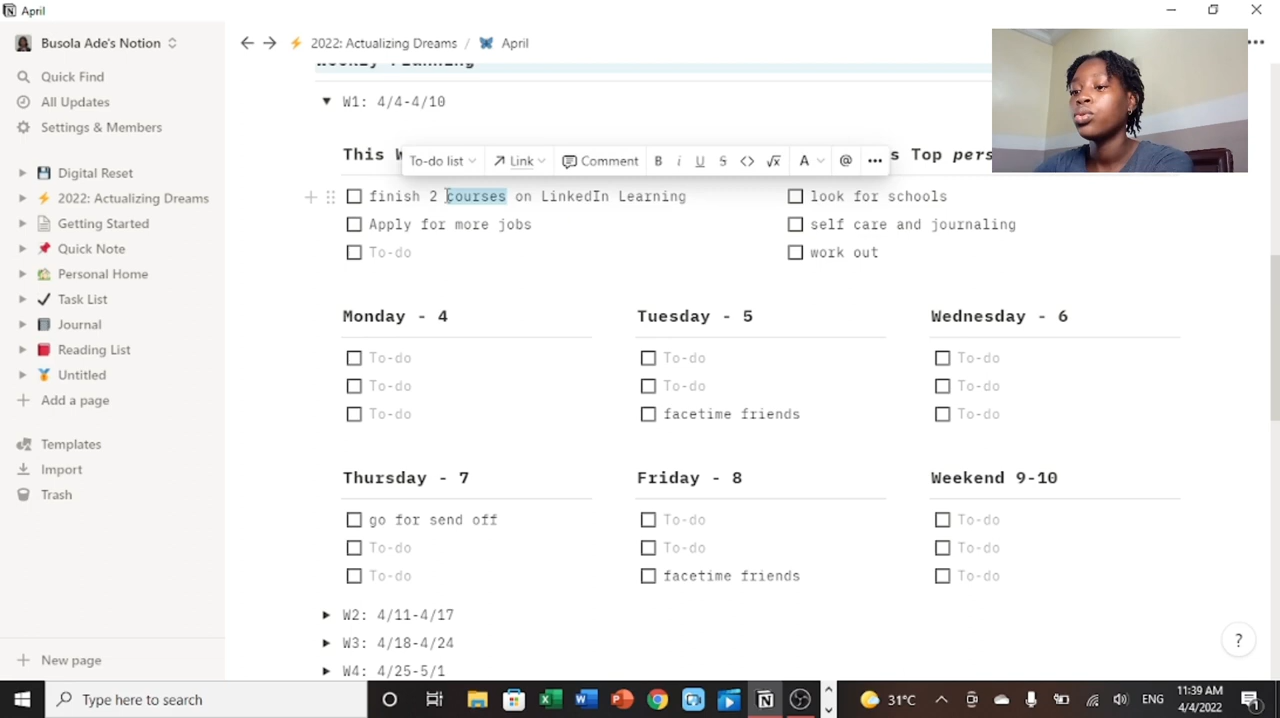 April
Busola Ade's Notion
2022: Actualizing Dreams / April
Quick Find
All Updates
Settings & Members
Digital Reset
2022: Actualizing Dreams
Getting Started
Quick Note
Personal Home
Task List
Journal
Reading List
Untitled
Add a page
Templates
Import
Trash
New page
Weekly Planning
W1: 4/4-4/10
This W
s Top pers
To-do list Link Comment B i U S <> √x A @ •••
finish 2 courses on LinkedIn Learning
Apply for more jobs
To-do
look for schools
self care and journaling
work out
Monday - 4
To-do
To-do
To-do
Tuesday - 5
To-do
To-do
facetime friends
Wednesday - 6
To-do
To-do
To-do
Thursday - 7
go for send off
To-do
To-do
Friday - 8
To-do
To-do
facetime friends
Weekend 9-10
To-do
To-do
To-do
W2: 4/11-4/17
W3: 4/18-4/24
W4: 4/25-5/1
?
Type here to search
31°C
ENG
11:39 AM
4/4/2022
1